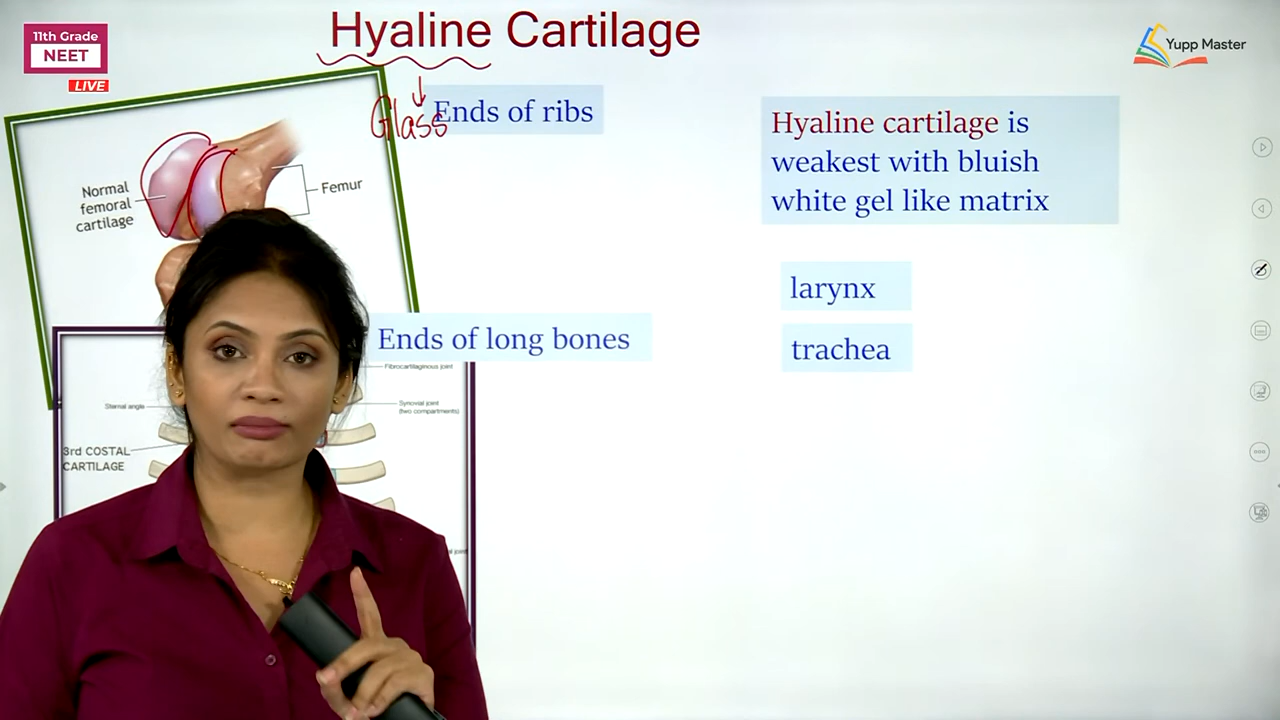 Hyaline Cartilage
11th Grade
NEET
LIVE
Yupp Master
Glass
Ends of ribs
Hyaline cartilage is
weakest with bluish
white gel like matrix
Normal
femoral
cartilage
Femur
larynx
Ends of long bones
trachea
Fibrocartilaginous joint
Sternal angle
Synovial joint
(two compartments)
3rd COSTAL
CARTILAGE